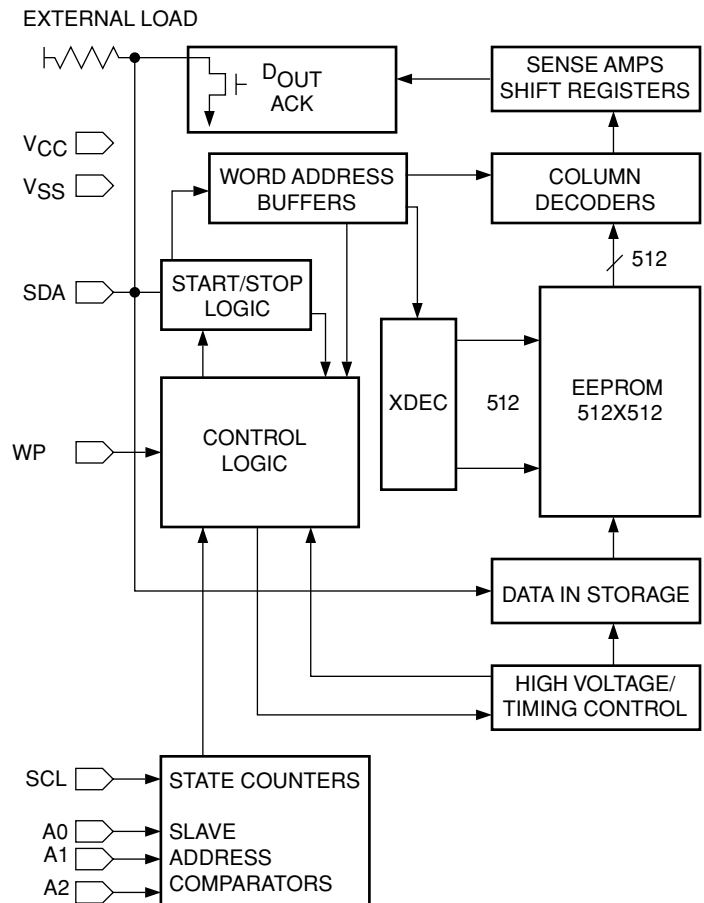 EXTERNAL LOAD
DOUT
ACK
SENSE AMPS
SHIFT REGISTERS
VCC
VSS
WORD ADDRESS
BUFFERS
COLUMN
DECODERS
512
SDA
START/STOP
LOGIC
XDEC
512
EEPROM
512X512
WP
CONTROL
LOGIC
DATA IN STORAGE
HIGH VOLTAGE/
TIMING CONTROL
SCL
STATE COUNTERS
A0
SLAVE
A1
ADDRESS
A2
COMPARATORS